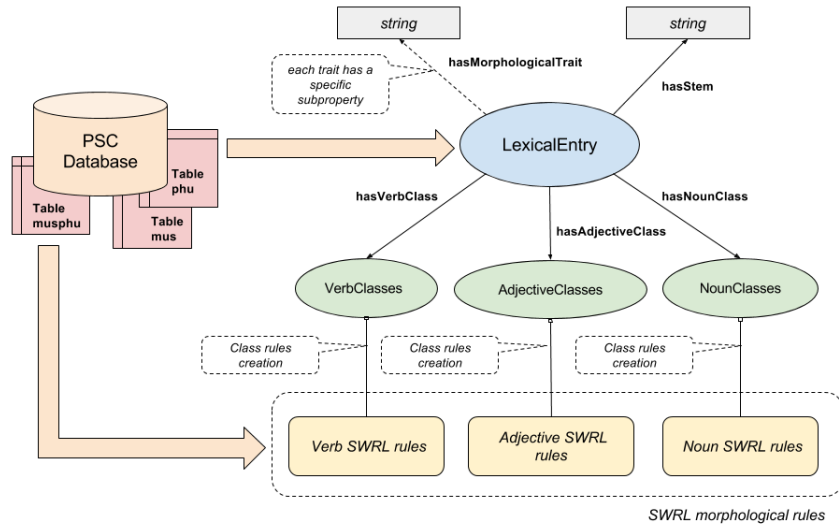 string
string
each trait has a
specific
subproperty
hasMorphologicalTrait
hasStem
PSC
Database
LexicalEntry
Table
phu
Table
musphu
Table
mus
hasVerbClass
hasNounClass
hasAdjectiveClass
VerbClasses
AdjectiveClasses
NounClasses
Class rules
creation
Class rules
creation
Class rules
creation
Verb SWRL rules
Adjective SWRL
rules
Noun SWRL rules
SWRL morphological rules